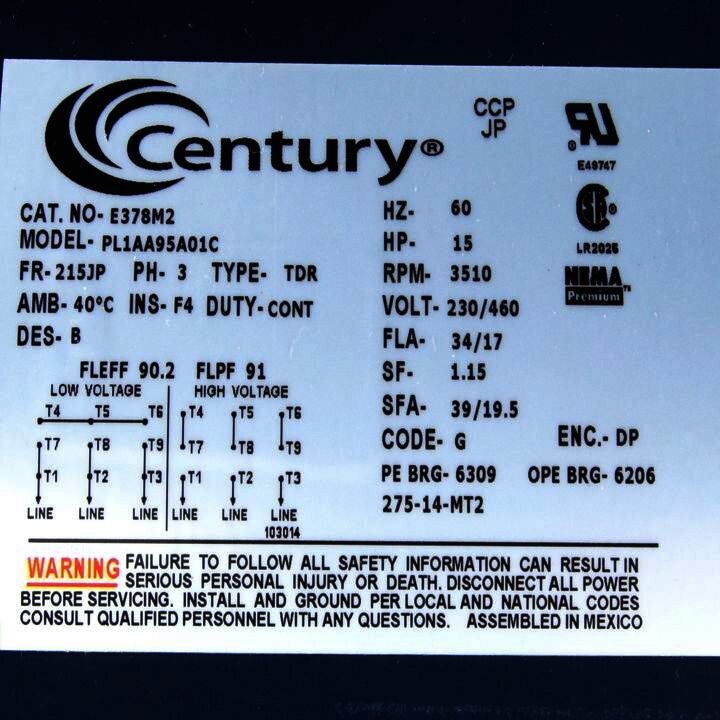 Century®
CCP
JP
UR
® E49747
CAT. NO- E378M2
MODEL- PL1AA95A01C
FR- 215JP PH- 3 TYPE- TDR
AMB- 40°C INS- F4 DUTY- CONT
DES- B
HZ- 60
HP- 15
RPM- 3510
VOLT- 230/460
FLA- 34/17
SF- 1.15
SFA- 39/19.5
CODE- G ENC.- DP
PE BRG- 6309 OPE BRG- 6206
275-14-MT2
SA ®
LR2025
NEMA ™
Premium
FLEFF 90.2 FLPF 91
LOW VOLTAGE HIGH VOLTAGE
T4 T5 T6 T4 T5 T6
T7 T8 T9 T7 T8 T9
T1 T2 T3 T1 T2 T3
LINE LINE LINE LINE LINE LINE
103014
WARNING FAILURE TO FOLLOW ALL SAFETY INFORMATION CAN RESULT IN
SERIOUS PERSONAL INJURY OR DEATH. DISCONNECT ALL POWER
BEFORE SERVICING. INSTALL AND GROUND PER LOCAL AND NATIONAL CODES
CONSULT QUALIFIED PERSONNEL WITH ANY QUESTIONS. ASSEMBLED IN MEXICO